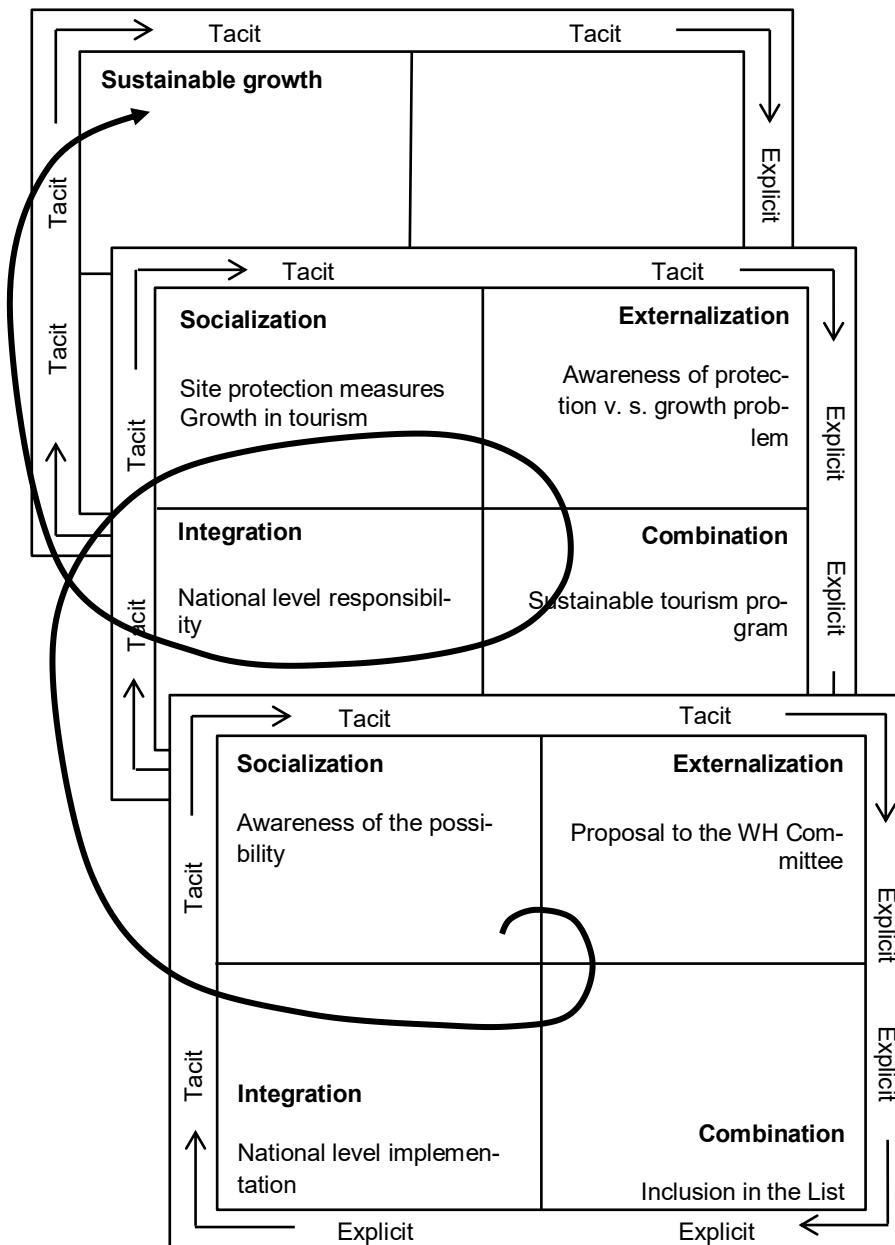 Tacit Tacit
Sustainable growth
Tacit
Explicit
Tacit
Tacit Tacit
Socialization Externalization
Site protection measures
Growth in tourism
Awareness of protec-
tion v. s. growth prob-
lem
Tacit
Explicit
Integration Combination
National level responsibil-
ity
Sustainable tourism pro-
gram
Tacit
Explicit
Tacit Tacit
Socialization Externalization
Awareness of the possi-
bility
Proposal to the WH Com-
mittee
Tacit
Explicit
Tacit
Explicit
Integration
National level implemen-
tation
Combination
Inclusion in the List
Explicit Explicit